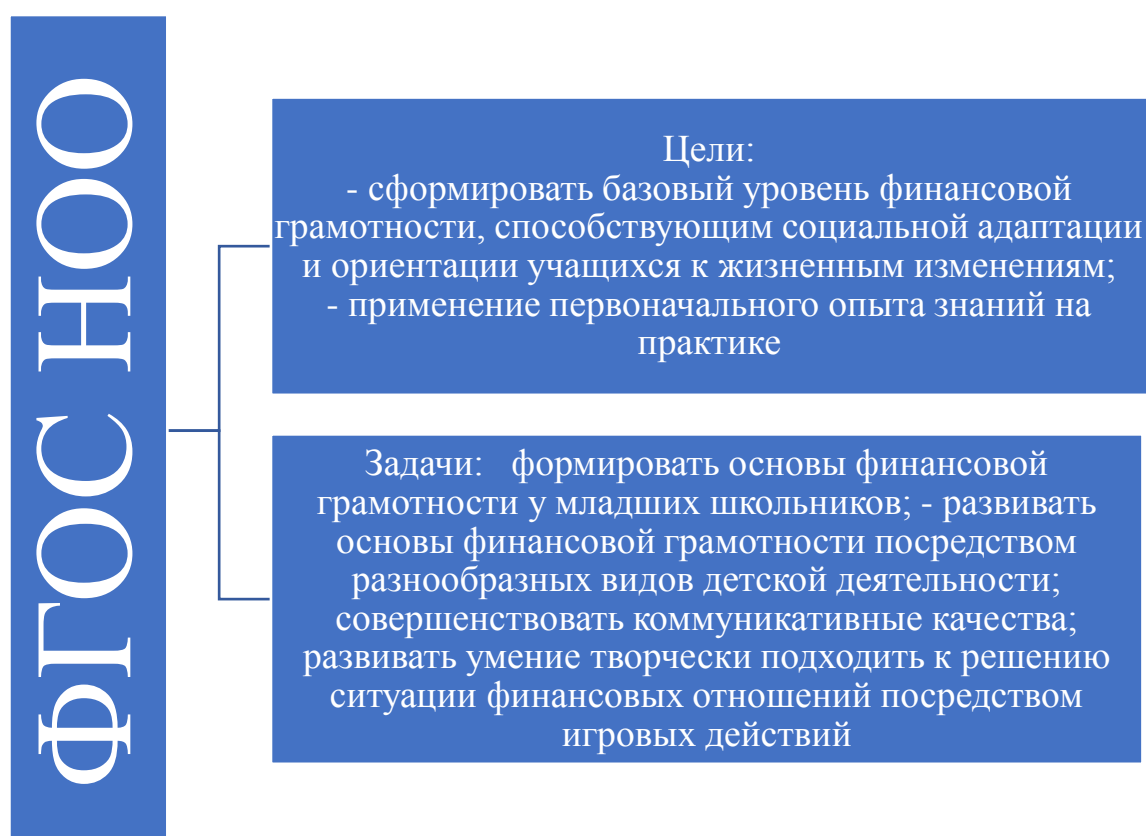 ФГОС НОО
Цели:
- сформировать базовый уровень финансовой
грамотности, способствующим социальной адаптации
и ориентации учащихся к жизненным изменениям;
- применение первоначального опыта знаний на
практике
Задачи:   формировать основы финансовой
грамотности у младших школьников; - развивать
основы финансовой грамотности посредством
разнообразных видов детской деятельности;
совершенствовать коммуникативные качества;
развивать умение творчески подходить к решению
ситуации финансовых отношений посредством
игровых действий